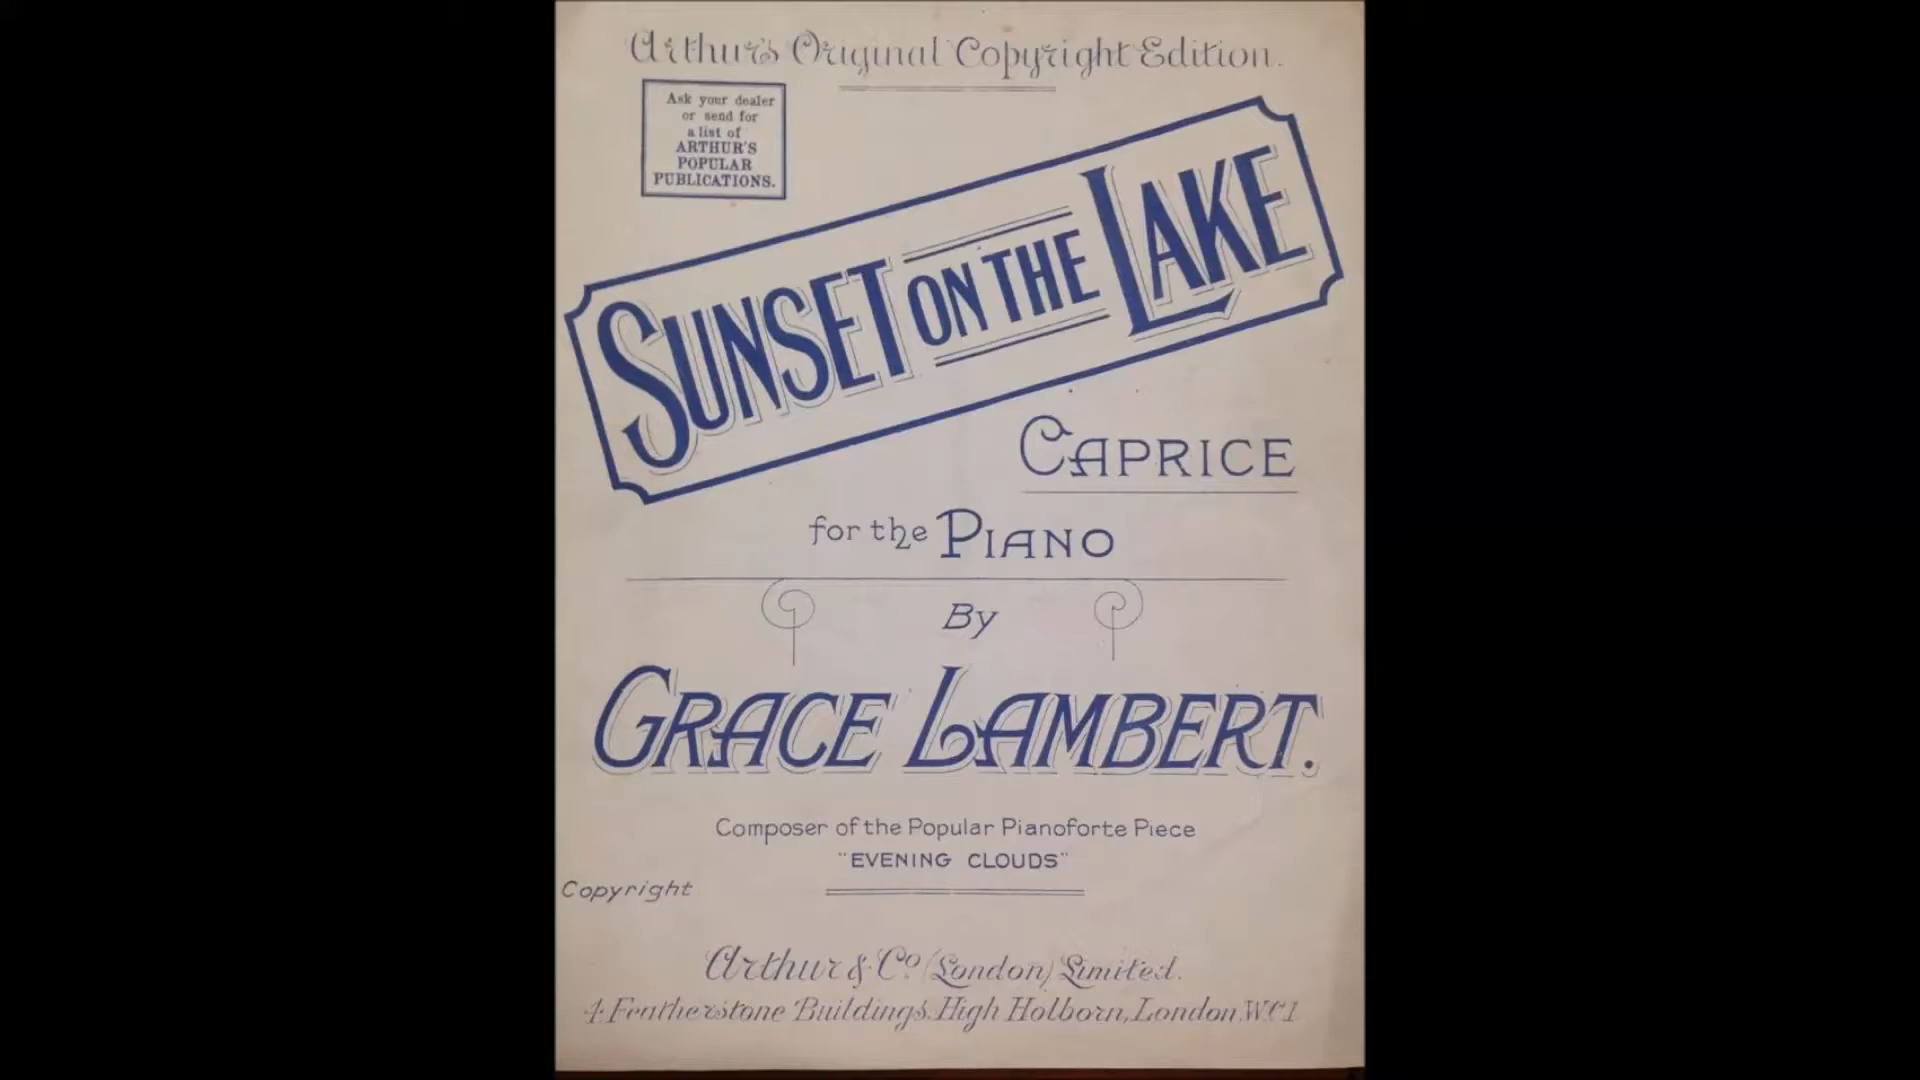 Arthur's Original Copyright Edition.
Ask your dealer
or send for
a list of
ARTHUR'S
POPULAR
PUBLICATIONS.
SUNSET ON THE LAKE
CAPRICE
for the PIANO
By
GRACE LAMBERT.
Composer of the Popular Pianoforte Piece
"EVENING CLOUDS"
Copyright
Arthur & Co (London) Limited.
4. Featherstone Buildings, High Holborn, London. W.C.1